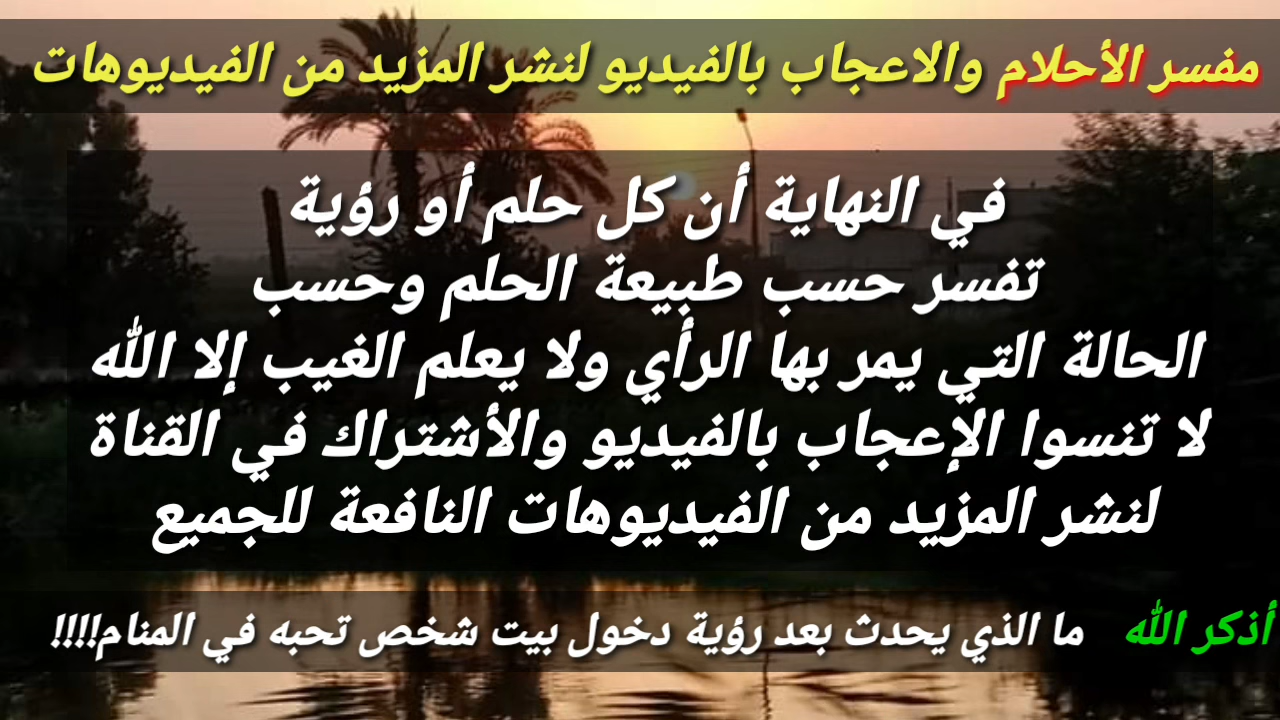 مفسر الأحلام والاعجاب بالفيديو لنشر المزيد من الفيديوهات
في النهاية أن كل حلم أو رؤية
تفسر حسب طبيعة الحلم وحسب
الحالة التي يمر بها الرأي ولا يعلم الغيب إلا الله
لا تنسوا الإعجاب بالفيديو والأشتراك في القناة
لنشر المزيد من الفيديوهات النافعة للجميع
أذكر الله ما الذي يحدث بعد رؤية دخول بيت شخص تحبه في المنام!!!!